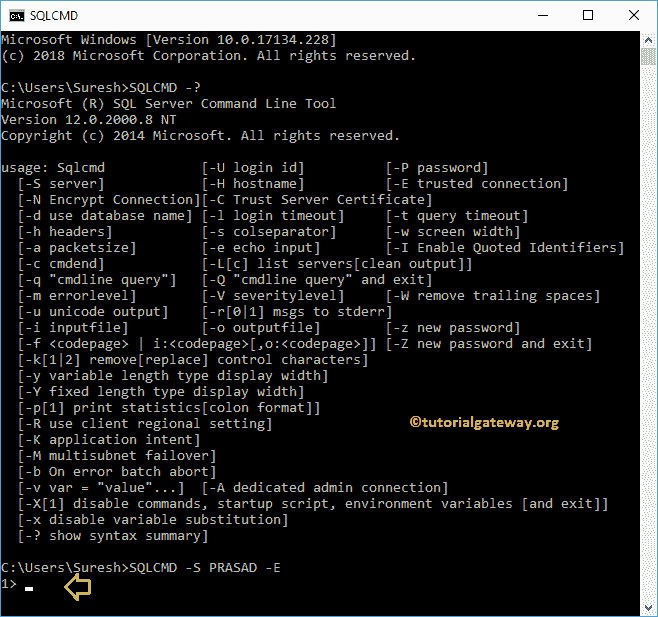 SQLCMD
Microsoft Windows [Version 10.0.17134.228]
(c) 2018 Microsoft Corporation. All rights reserved.
C:\Users\Suresh>SQLCMD -?
Microsoft (R) SQL Server Command Line Tool
Version 12.0.2000.8 NT
Copyright (c) 2014 Microsoft. All rights reserved.
usage: Sqlcmd            [-U login id]          [-P password]
  [-S server]            [-H hostname]          [-E trusted connection]
  [-N Encrypt Connection][-C Trust Server Certificate]
  [-d use database name] [-l login timeout]     [-t query timeout]
  [-h headers]           [-s colseparator]      [-w screen width]
  [-a packetsize]        [-e echo input]        [-I Enable Quoted Identifiers]
  [-c cmdend]            [-L[c] list servers[clean output]]
  [-q "cmdline query"]   [-Q "cmdline query" and exit]
  [-m errorlevel]        [-V severitylevel]     [-W remove trailing spaces]
  [-u unicode output]    [-r[0|1] msgs to stderr]
  [-i inputfile]         [-o outputfile]        [-z new password]
  [-f <codepage> | i:<codepage>[,o:<codepage>]] [-Z new password and exit]
  [-k[1|2] remove[replace] control characters]
  [-y variable length type display width]
  [-Y fixed length type display width]
  [-p[1] print statistics[colon format]]
  [-R use client regional setting]
  [-K application intent]
  [-M multisubnet failover]
  [-b On error batch abort]
  [-v var = "value"...]  [-A dedicated admin connection]
  [-X[1] disable commands, startup script, environment variables [and exit]]
  [-x disable variable substitution]
  [-? show syntax summary]
©tutorialgateway.org
C:\Users\Suresh>SQLCMD -S PRASAD -E
1>